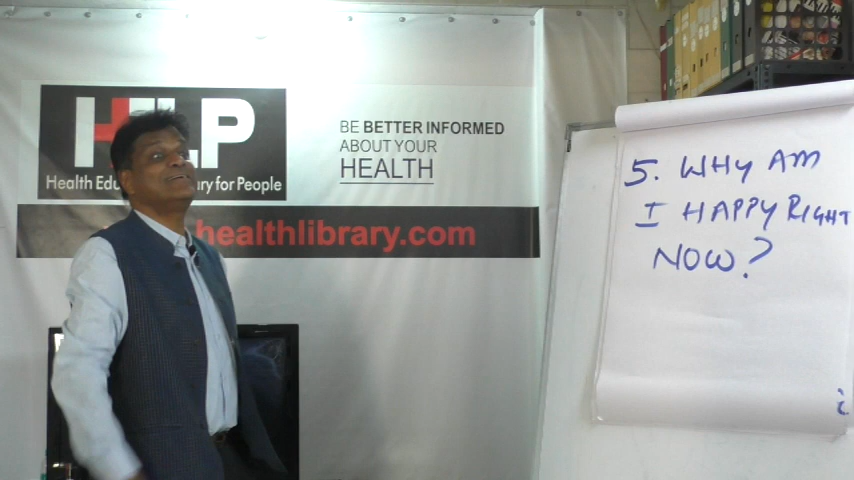 HELP
Health Edu ary for People
BE BETTER INFORMED
ABOUT YOUR
HEALTH
healthlibrary.com
5. WHY AM
I HAPPY RIGHT
NOW?